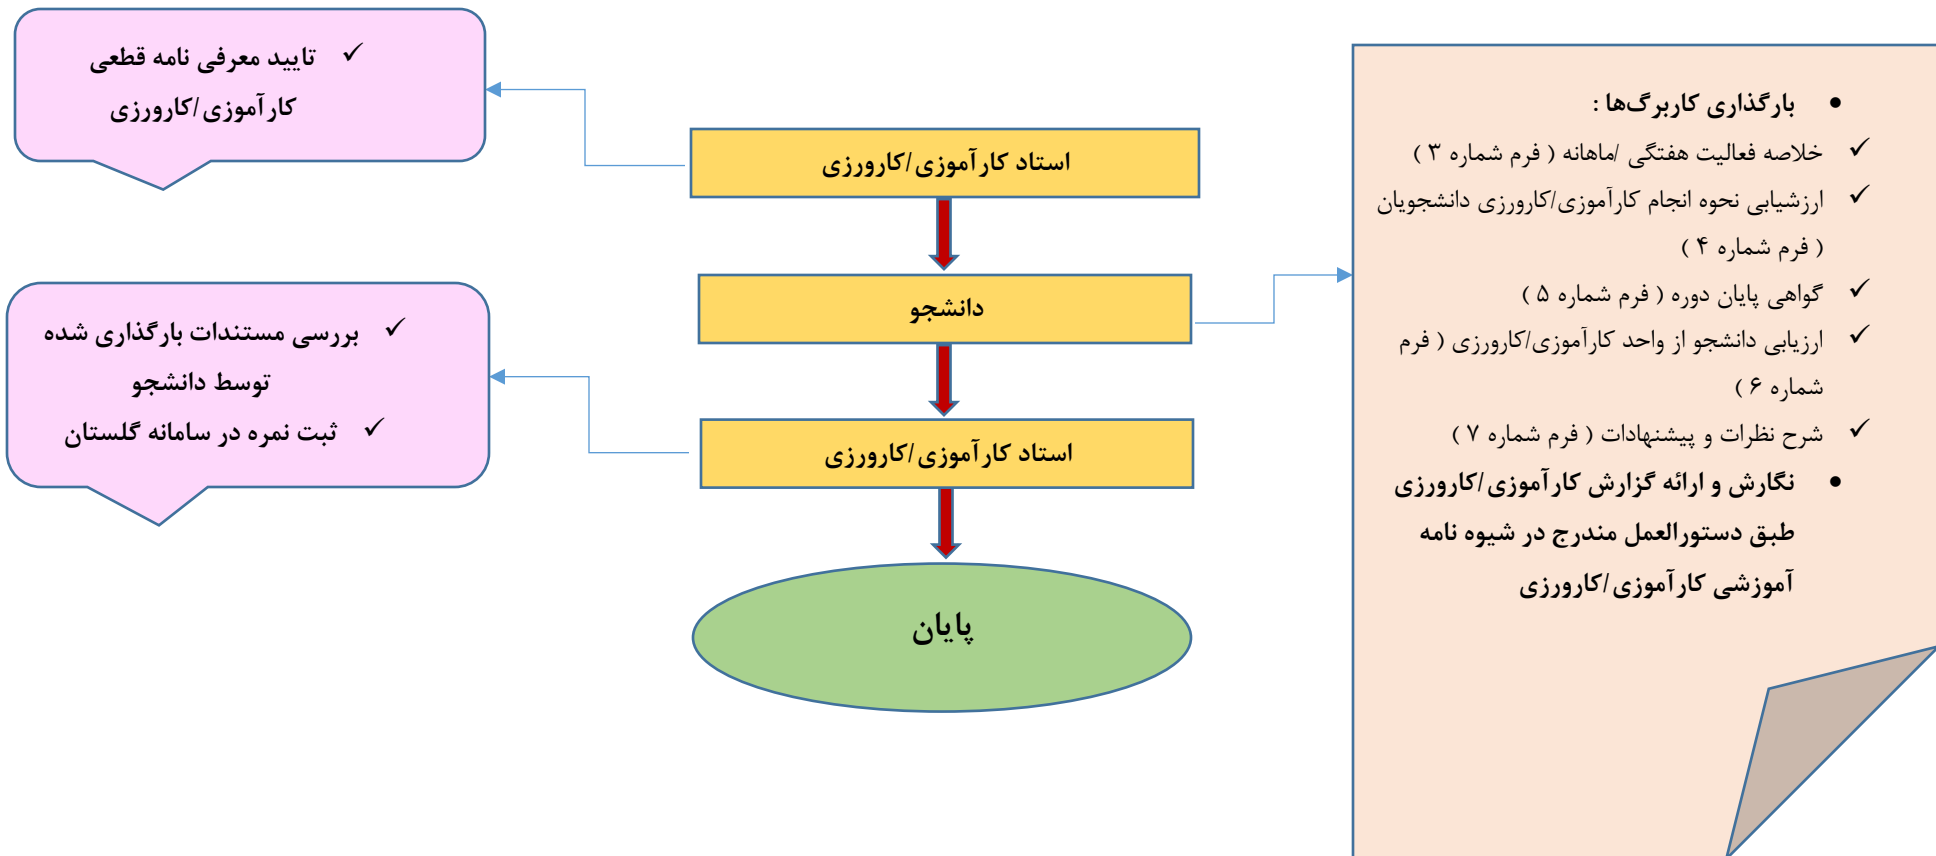 ✓ تایید معرفی نامه قطعی
کارآموزی/کارورزی
استاد کارآموزی/کارورزی
دانشجو
✓ بررسی مستندات بارگذاری شده
توسط دانشجو
✓ ثبت نمره در سامانه گلستان
استاد کارآموزی/کارورزی
پایان
• بارگذاری کاربرگ‌ها :
✓ خلاصه فعالیت هفتگی /ماهانه ( فرم شماره ۳ )
✓ ارزشیابی نحوه انجام کارآموزی/کارورزی دانشجویان
( فرم شماره ۴ )
✓ گواهی پایان دوره ( فرم شماره ۵ )
✓ ارزیابی دانشجو از واحد کارآموزی/کارورزی ( فرم
شماره ۶ )
✓ شرح نظرات و پیشنهادات ( فرم شماره ۷ )
• نگارش و ارائه گزارش کارآموزی/کارورزی
طبق دستورالعمل مندرج در شیوه نامه
آموزشی کارآموزی/کارورزی